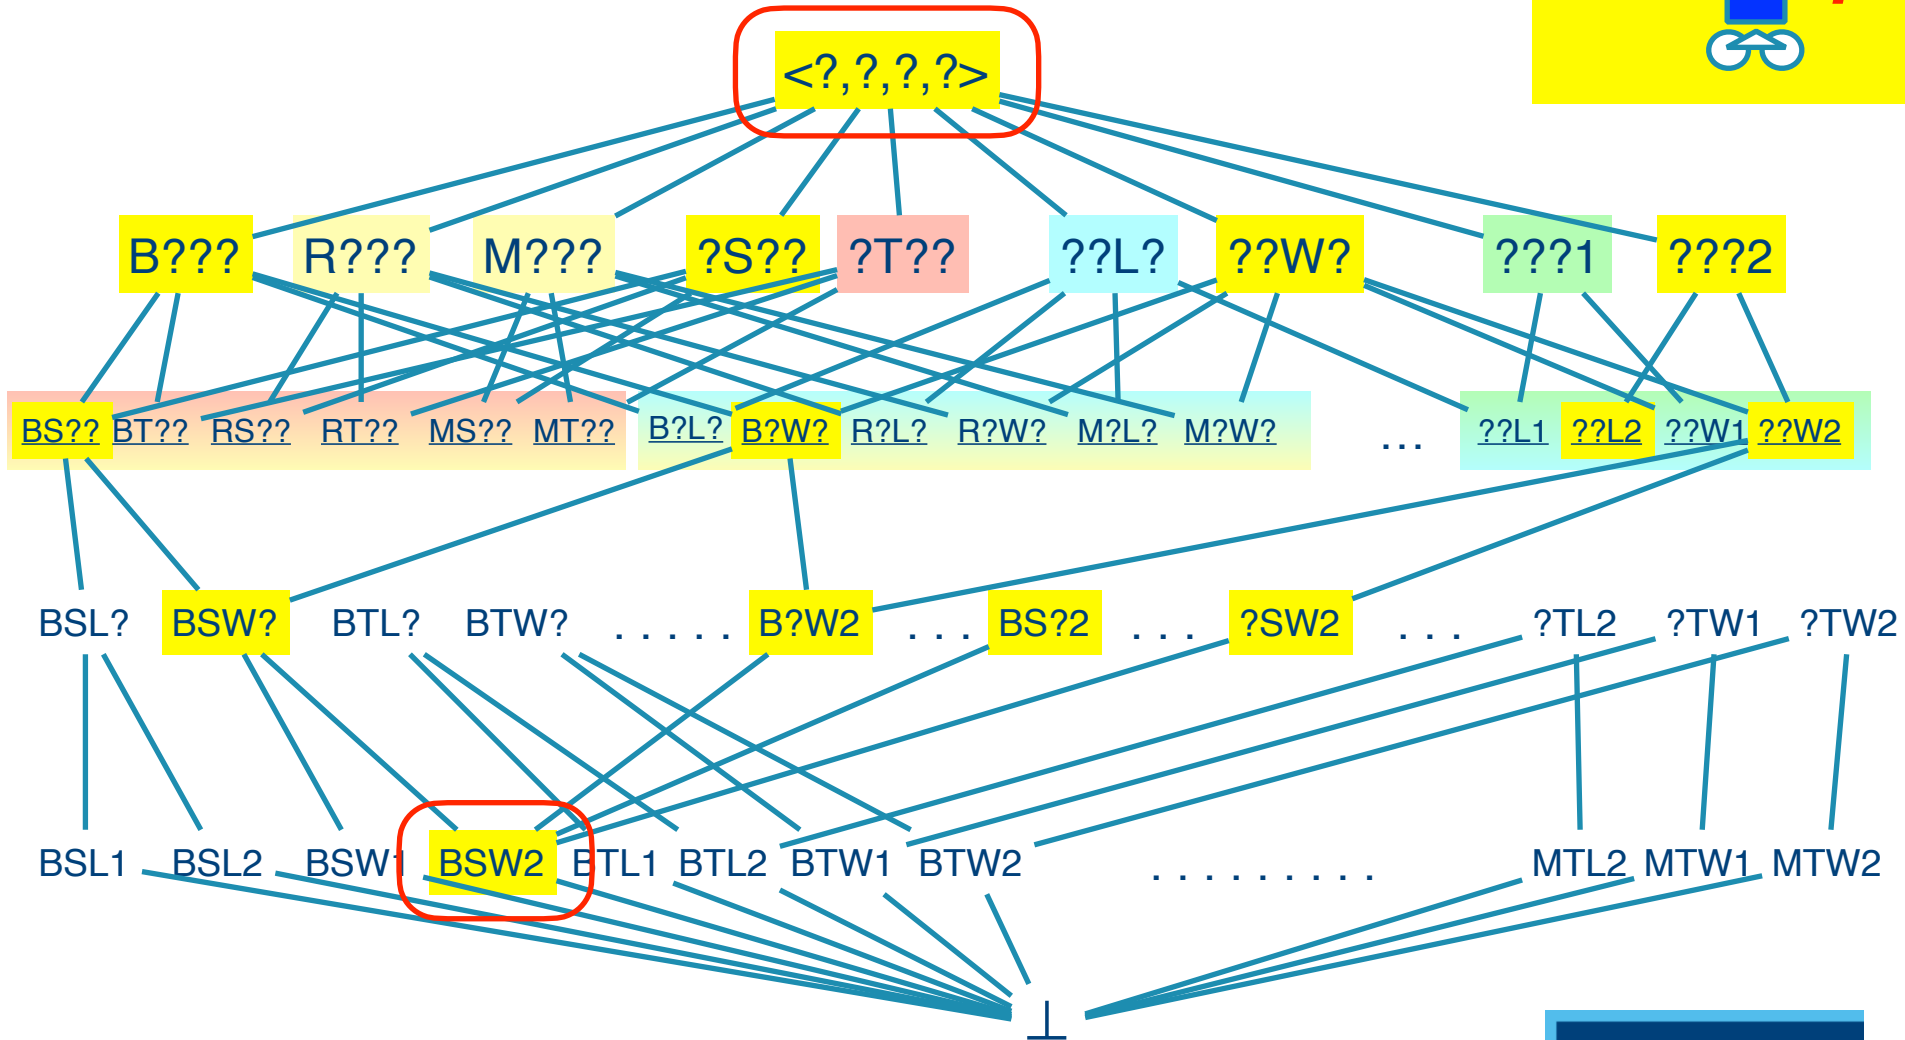 <?,?,?,?>
B??? R??? M??? ?S?? ?T?? ??L? ??W? ???1 ???2
BS?? BT?? RS?? RT?? MS?? MT?? B?L? B?W? R?L? R?W? M?L? M?W? ... ??L1 ??L2 ??W1 ??W2
BSL? BSW? BTL? BTW? ..... B?W2 ... BS?2 ... ?SW2 ... ?TL2 ?TW1 ?TW2
BSL1 BSL2 BSW1 BSW2 BTL1 BTL2 BTW1 BTW2 ......... MTL2 MTW1 MTW2
⊥